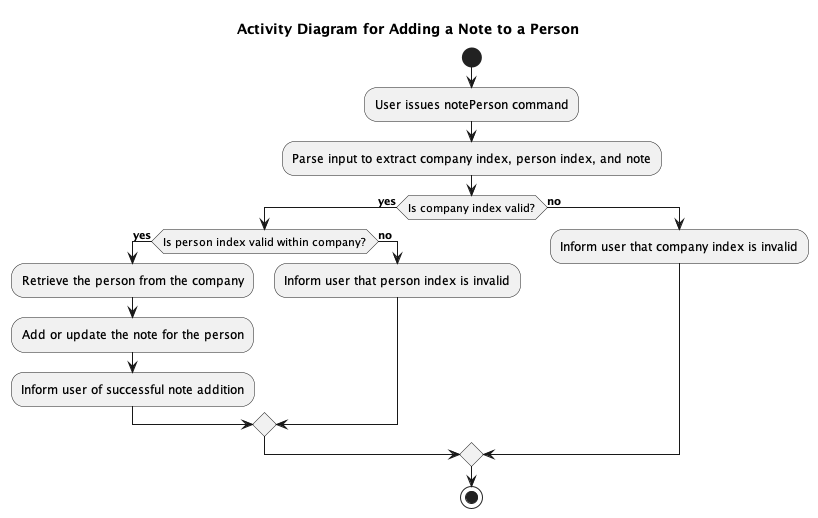 Activity Diagram for Adding a Note to a Person
User issues notePerson command
Parse input to extract company index, person index, and note
yes
Is company index valid?
no
yes
Is person index valid within company?
no
Inform user that company index is invalid
Retrieve the person from the company
Inform user that person index is invalid
Add or update the note for the person
Inform user of successful note addition